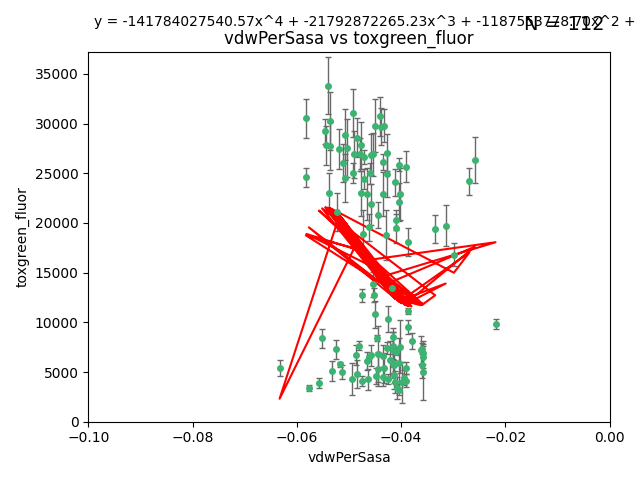 y = -141784027540.57x^4 + -21792872265.23x^3 + 
N = 112
vdwPerSasa vs toxgreen_fluor
35000
30000
25000
20000
15000
10000
5000
0
toxgreen_fluor
−0.10
−0.08
−0.06
−0.04
−0.02
0.00
vdwPerSasa